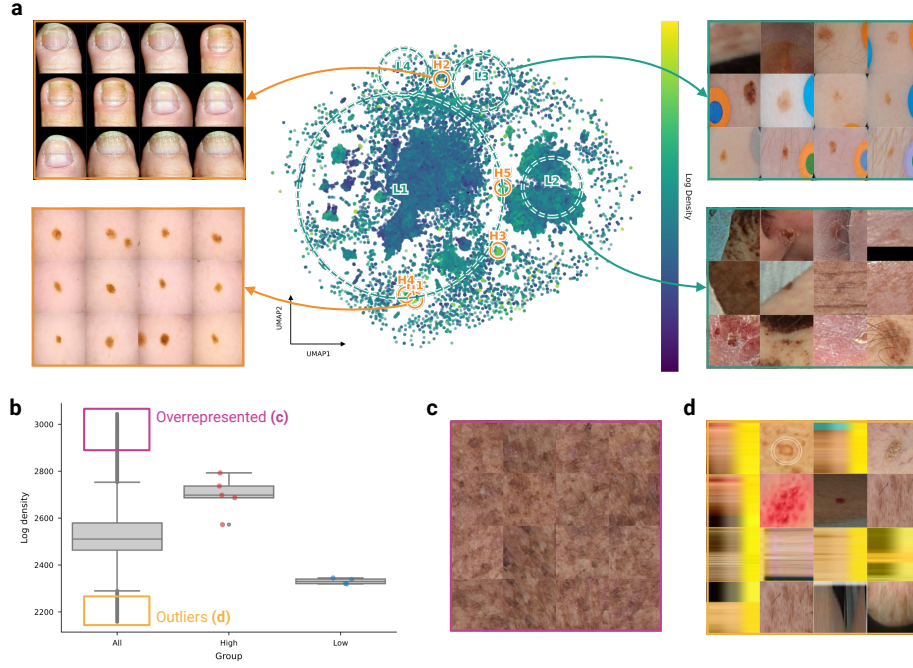 a
H2
L4
L3
H5
L1
L2
H3
H4
H1
Log Density
UMAP2
UMAP1
b
c
d
Overrepresented (c)
3000
2800
2600
2400
2200
Log density
Outliers (d)
All
High
Low
Group